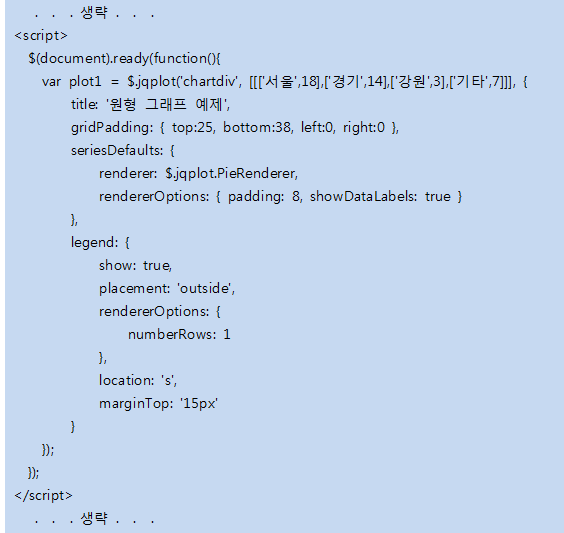 . . . 생략 . . .
<script>
$(document).ready(function(){
var plot1 = $.jqplot('chartdiv', [[['서울',18],['경기',14],['강원',3],['기타',7]]], {
title: '원형 그래프 예제',
gridPadding: { top:25, bottom:38, left:0, right:0 },
seriesDefaults: {
renderer: $.jqplot.PieRenderer,
rendererOptions: { padding: 8, showDataLabels: true }
},
legend: {
show: true,
placement: 'outside',
rendererOptions: {
numberRows: 1
},
location: 's',
marginTop: '15px'
}
});
});
</script>
. . . 생략 . . .